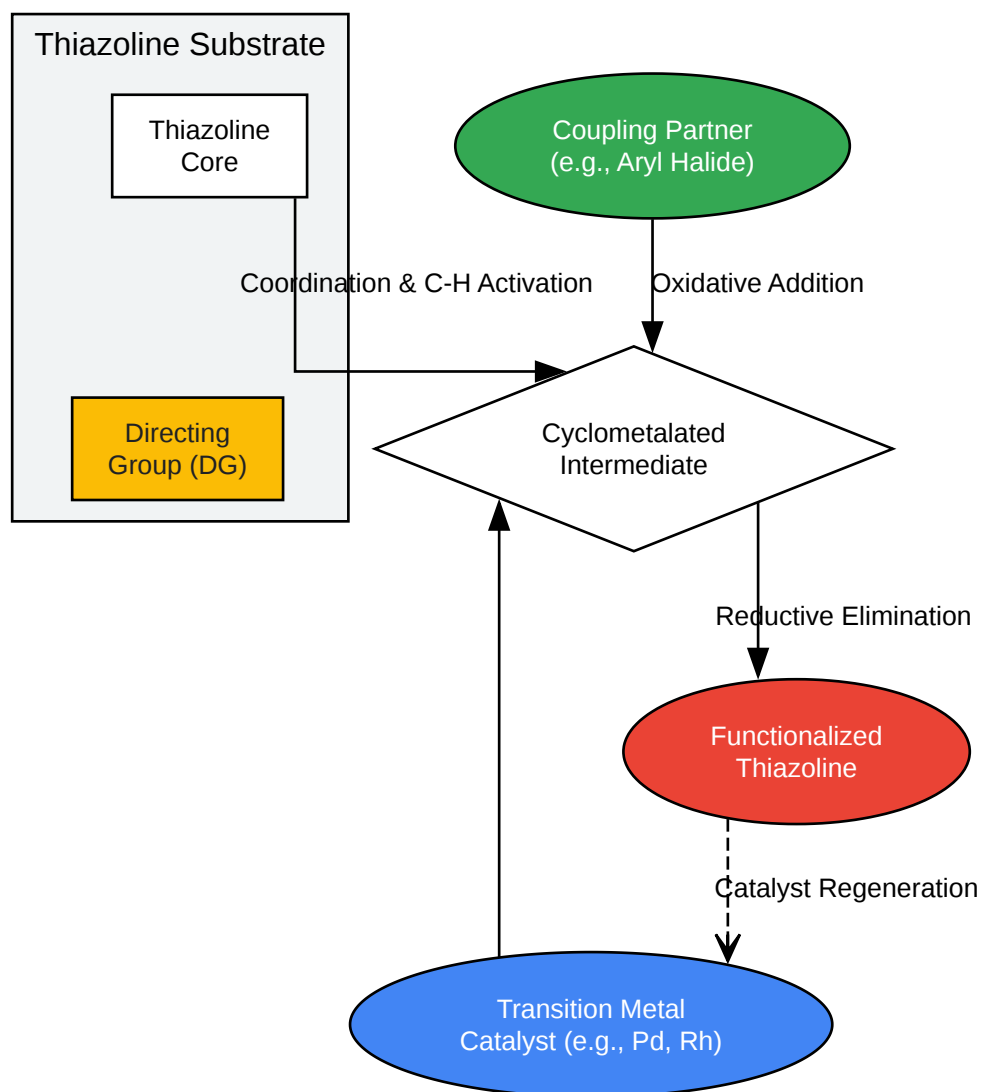 Thiazoline Substrate
Thiazoline
Core
Coupling Partner
(e.g., Aryl Halide)
Coordination & C-H Activation
Oxidative Addition
Directing
Group (DG)
Cyclometalated
Intermediate
Reductive Elimination
Functionalized
Thiazoline
Catalyst Regeneration
Transition Metal
Catalyst (e.g., Pd, Rh)